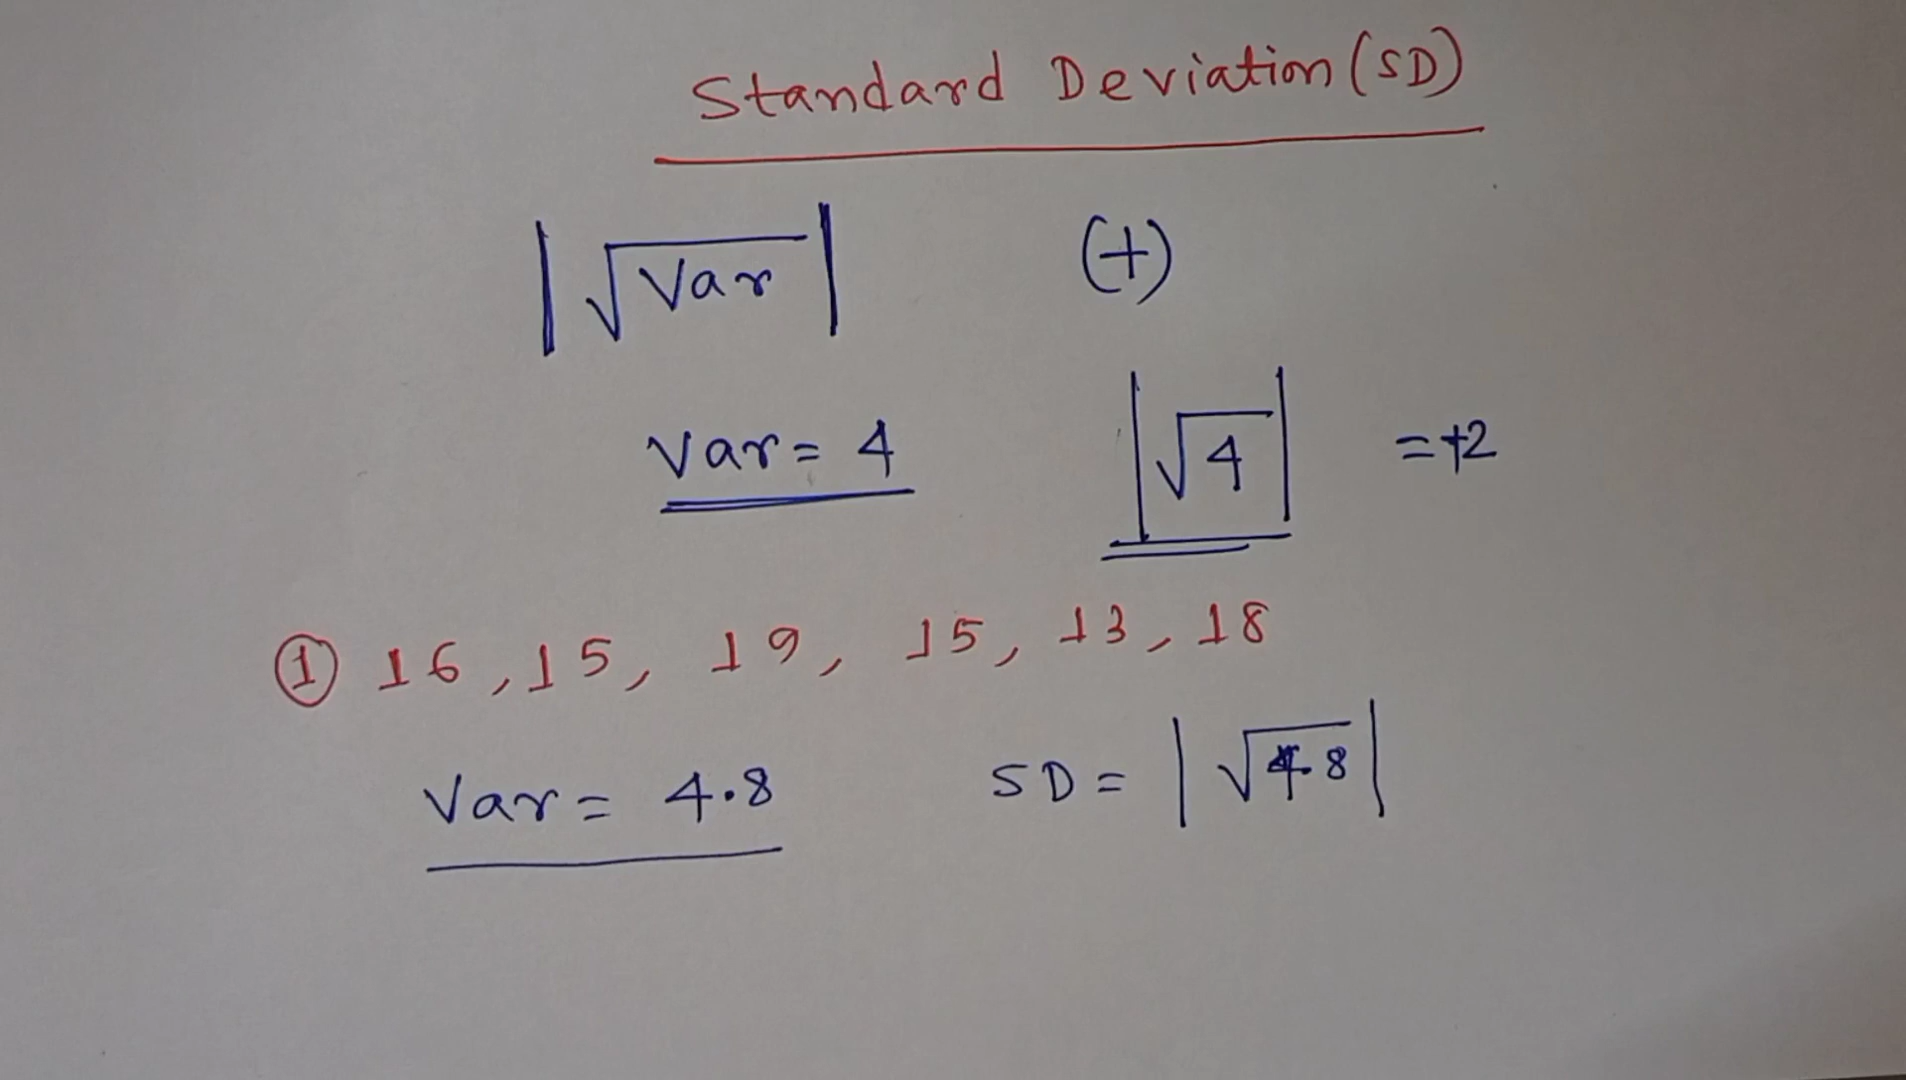 Standard Deviation (SD)
|√Var| (+)
Var = 4 |√4| = +2
① 16, 15, 19, 15, 13, 18
Var = 4.8 SD = |√4.8|